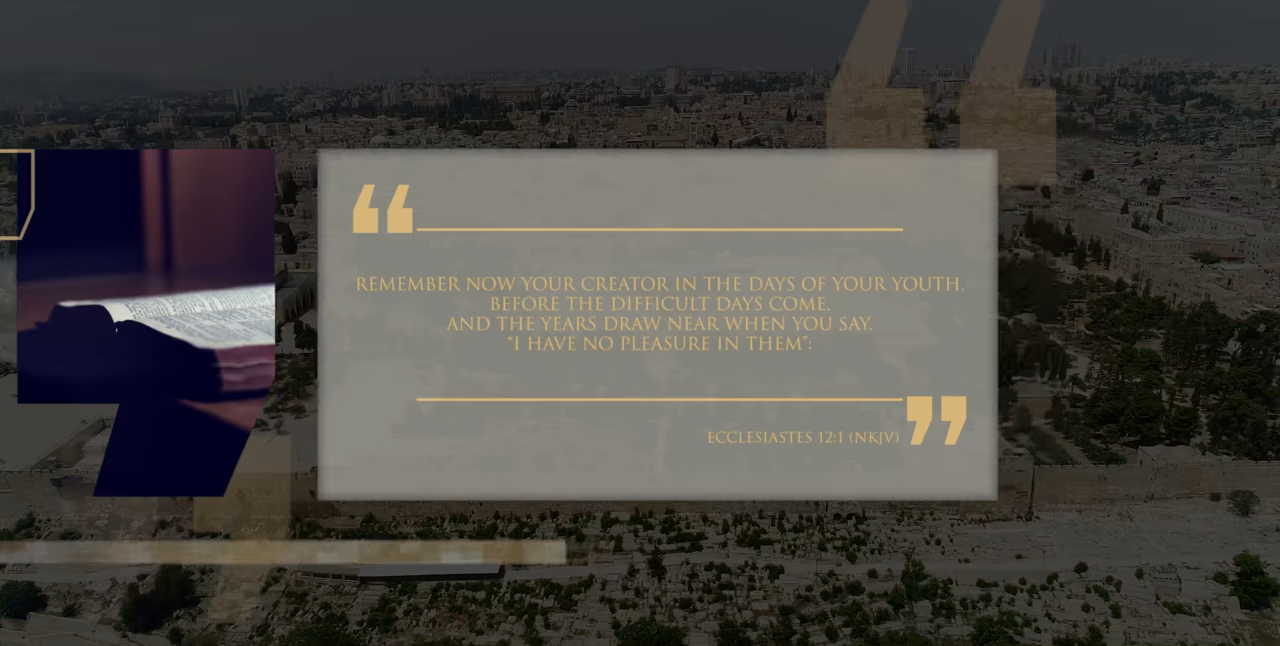 REMEMBER NOW YOUR CREATOR IN THE DAYS OF YOUR YOUTH,
BEFORE THE DIFFICULT DAYS COME,
AND THE YEARS DRAW NEAR WHEN YOU SAY,
"I HAVE NO PLEASURE IN THEM":
ECCLESIASTES 12:1 (NKJV)